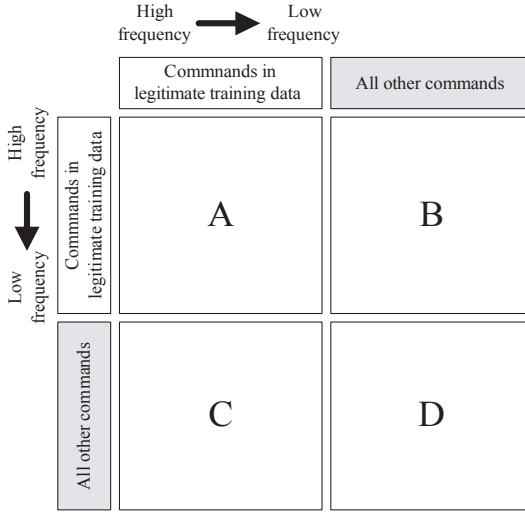 High
frequency
Low
frequency
Commnands in
legitimate training data
All other commands
High
frequency
Low
frequency
Commnands in
legitimate training data
A
B
All other commands
C
D